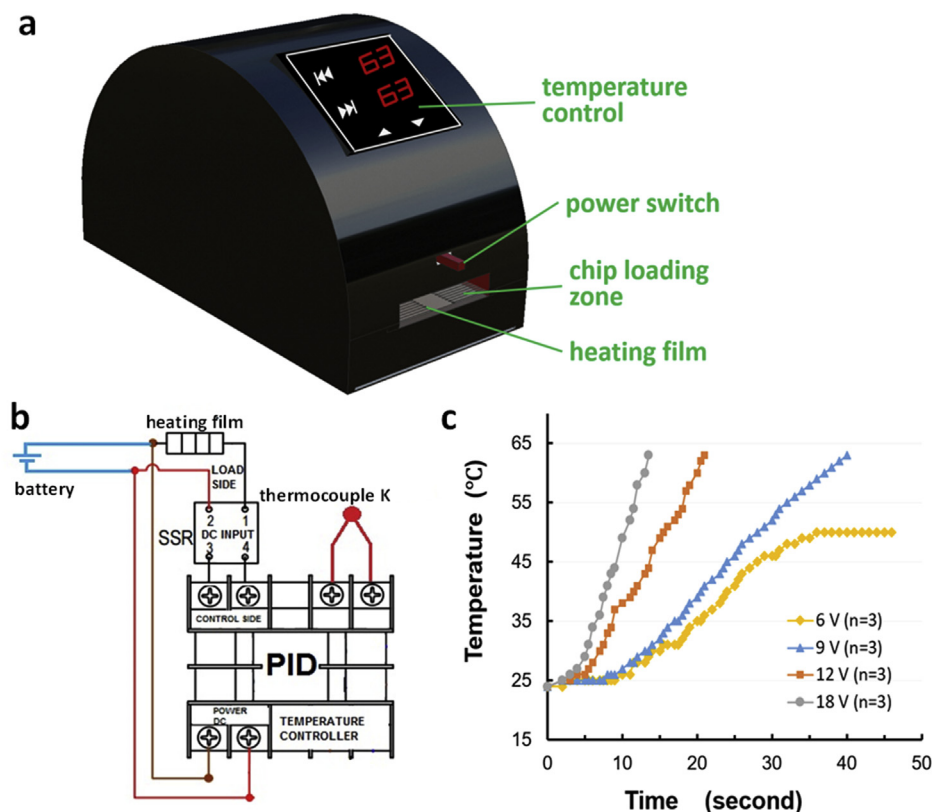 a
63
63
temperature
control
power switch
chip loading
zone
heating film
b
heating film
battery
LOAD
SIDE
thermocouple K
SSR
2
1
DC INPUT
3
4
CONTROL SIDE
PID
POWER
DC
TEMPERATURE
CONTROLLER
c
Temperature (°C)
65
55
45
35
25
15
6 V (n=3)
9 V (n=3)
12 V (n=3)
18 V (n=3)
0
10
20
30
40
50
Time (second)